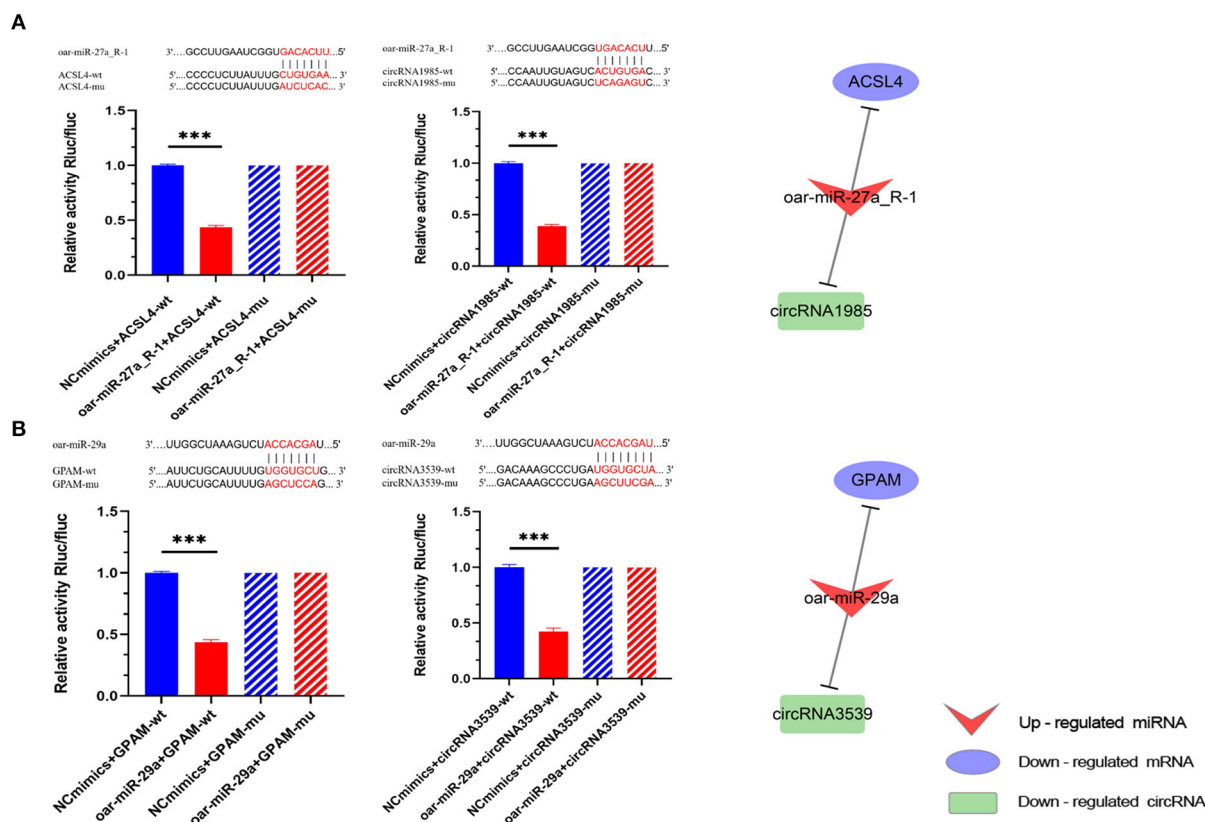 A
oar-miR-27a_R-1 3'....GCCUUGAAUCGGUGACACUU...5'
ACSL4-wt 5'....CCCCUCUUAUUUGCUGUGAA... 3'
ACSL4-mu 5'....CCCCUCUUAUUUGAUCUCAC... 3'
Relative activity Rluc/fluc
1.5
1.0
0.5
0.0
***
NCmimics+ACSL4-wt
oar-miR-27a_R-1+ACSL4-wt
NCmimics+ACSL4-mu
oar-miR-27a_R-1+ACSL4-mu
oar-miR-27a_R-1 3'....GCCUUGAAUCGGUGACACUU...5'
circRNA1985-wt 5'....CCAAUUGUAGUCACUGUGAC... 3'
circRNA1985-mu 5'....CCAAUUGUAGUCUCAGAGUC... 3'
Relative activity Rluc/fluc
1.5
1.0
0.5
0.0
***
NCmimics+circRNA1985-wt
oar-miR-27a_R-1+circRNA1985-wt
NCmimics+circRNA1985-mu
oar-miR-27a_R-1+circRNA1985-mu
ACSL4
oar-miR-27a_R-1
circRNA1985
B
oar-miR-29a 3'....UUGGCUAAAGUCUACCACGAU...5'
GPAM-wt 5'....AUUCUGCAUUUUGUGGUGCUG... 3'
GPAM-mu 5'....AUUCUGCAUUUUGAGCUCCAG... 3'
Relative activity Rluc/fluc
1.5
1.0
0.5
0.0
***
NCmimics+GPAM-wt
oar-miR-29a+GPAM-wt
NCmimics+GPAM-mu
oar-miR-29a+GPAM-mu
oar-miR-29a 3'....UUGGCUAAAGUCUACCACGAU...5'
circRNA3539-wt 5'....GACAAAGCCCUGAUGGUGCUA... 3'
circRNA3539-mu 5'....GACAAAGCCCUGAAGCUUCGA... 3'
Relative activity Rluc/fluc
1.5
1.0
0.5
0.0
***
NCmimics+circRNA3539-wt
oar-miR-29a+circRNA3539-wt
NCmimics+circRNA3539-mu
oar-miR-29a+circRNA3539-mu
GPAM
oar-miR-29a
circRNA3539
Up - regulated miRNA
Down - regulated mRNA
Down - regulated circRNA